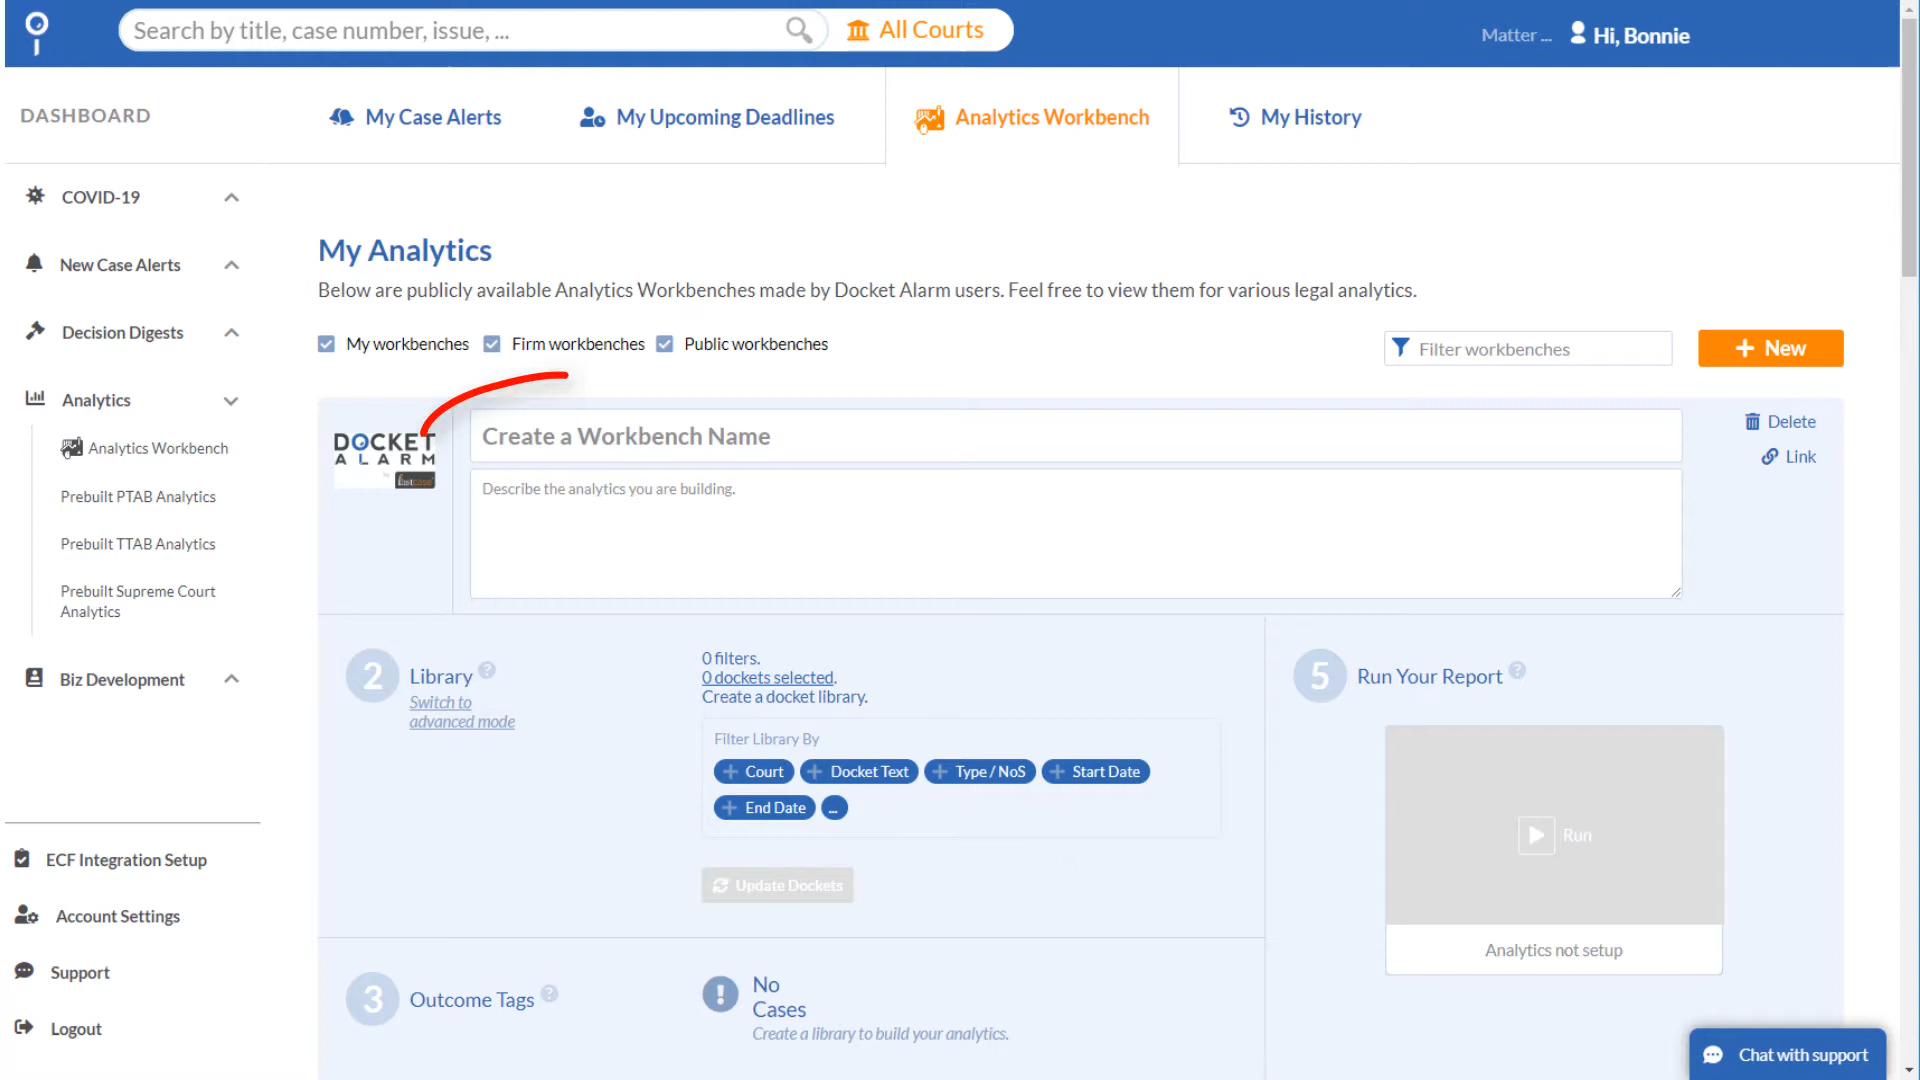 Search by title, case number, issue, ...
All Courts
Matter ...
Hi, Bonnie
DASHBOARD
My Case Alerts
My Upcoming Deadlines
Analytics Workbench
My History
COVID-19
New Case Alerts
Decision Digests
Analytics
Analytics Workbench
Prebuilt PTAB Analytics
Prebuilt TTAB Analytics
Prebuilt Supreme Court
Analytics
Biz Development
ECF Integration Setup
Account Settings
Support
Logout
My Analytics
Below are publicly available Analytics Workbenches made by Docket Alarm users. Feel free to view them for various legal analytics.
My workbenches
Firm workbenches
Public workbenches
Filter workbenches
+ New
DOCKET
ALARM
by fastcase
Create a Workbench Name
Describe the analytics you are building.
Delete
Link
2
Library ?
Switch to
advanced mode
0 filters.
0 dockets selected.
Create a docket library.
Filter Library By
+ Court
+ Docket Text
+ Type / NoS
+ Start Date
+ End Date
...
Update Dockets
3
Outcome Tags ?
!
No
Cases
Create a library to build your analytics.
5
Run Your Report ?
Run
Analytics not setup
Chat with support